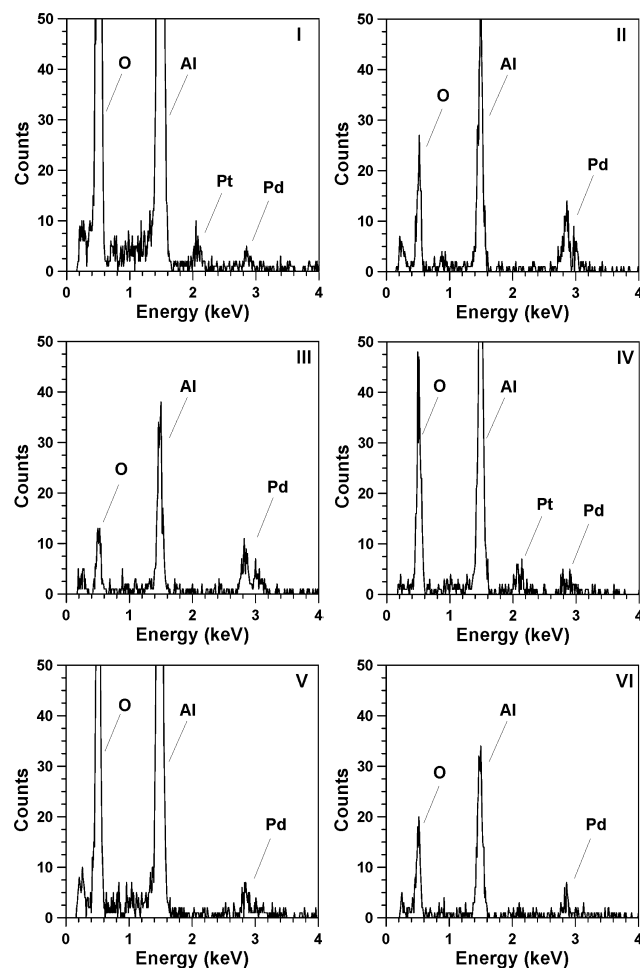 50 I
40 O Al
30
Counts
20
Pt Pd
10
0
0 1 2 3 4
Energy (keV)
50 II
40 Al
O
30
Counts
20 Pd
10
0
0 1 2 3 4
Energy (keV)
50 III
40 Al
30
Counts
O
20 Pd
10
0
0 1 2 3 4
Energy (keV)
50 IV
40 O Al
30
Counts
20
Pt Pd
10
0
0 1 2 3 4
Energy (keV)
50 V
40 O Al
30
Counts
20
Pd
10
0
0 1 2 3 4
Energy (keV)
50 VI
40 Al
30
O
Counts
20
Pd
10
0
0 1 2 3 4
Energy (keV)